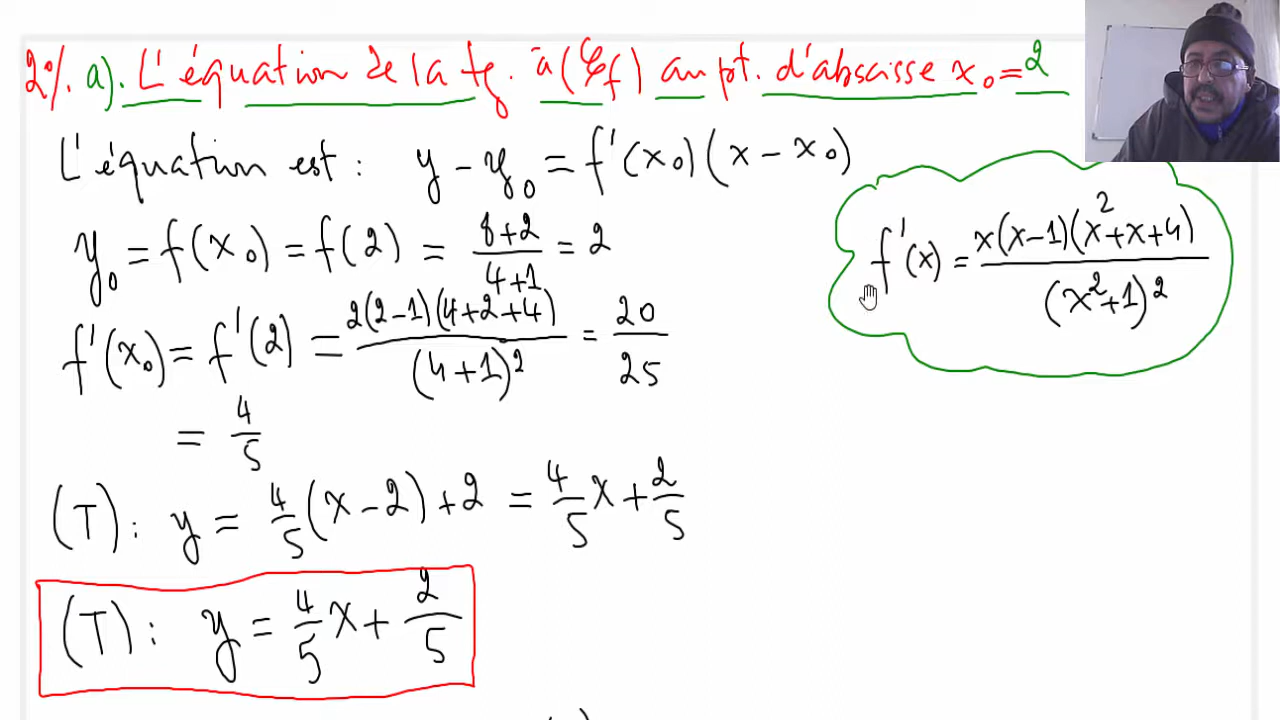 2°/. a). L'équation de la tg. à (𝒞f) au pt. d'abscisse x₀ = 2
L'équation est : y - y₀ = f'(x₀)(x - x₀)
y₀ = f(x₀) = f(2) = (8+2)/(4+1) = 2
f'(x) = x(x-1)(x²+x+4)/(x²+1)²
f'(x₀) = f'(2) = 2(2-1)(4+2+4)/(4+1)² = 20/25
= 4/5
(T) : y = 4/5(x-2)+2 = 4/5x + 2/5
(T) : y = 4/5x + 2/5